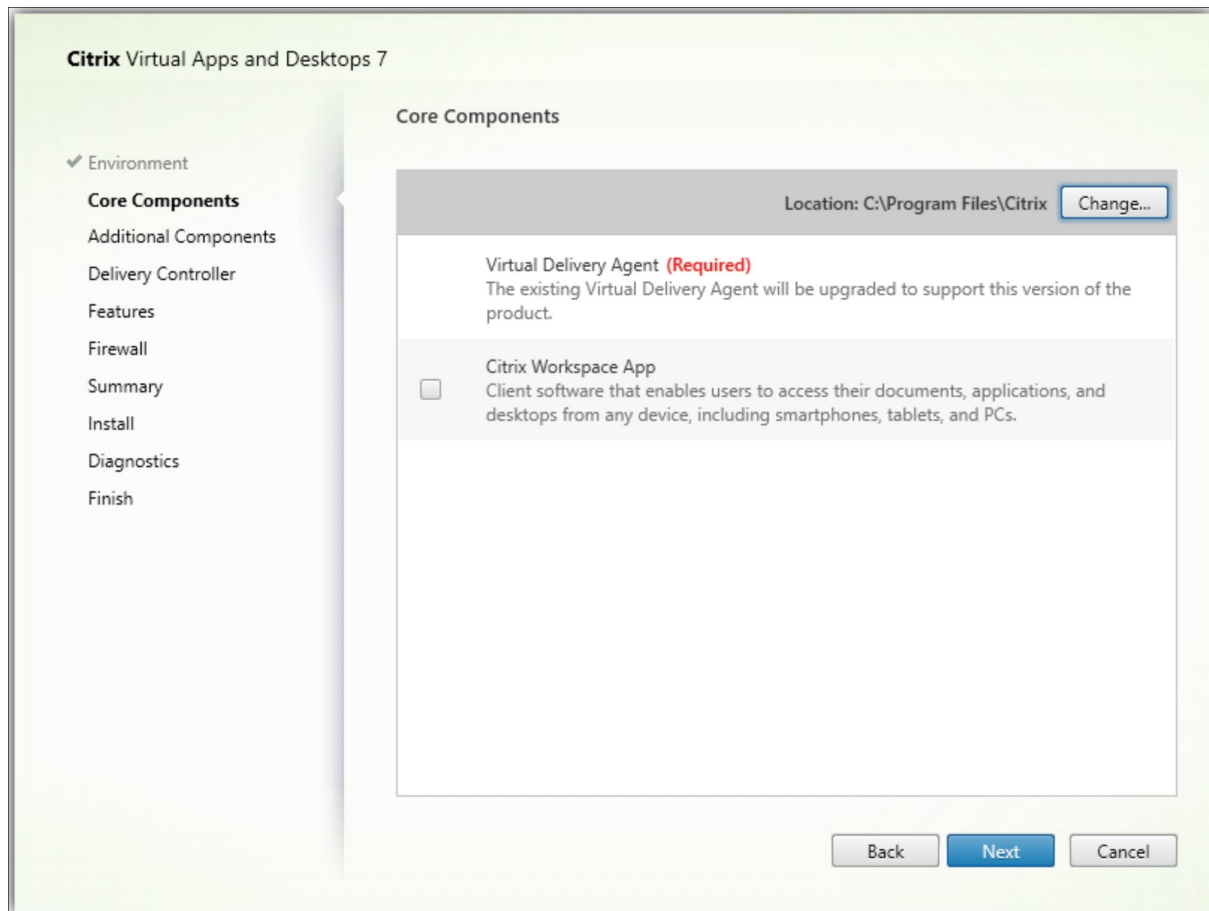 Citrix Virtual Apps and Desktops 7
Environment
Core Components
Additional Components
Delivery Controller
Features
Firewall
Summary
Install
Diagnostics
Finish
Core Components
Location: C:\Program Files\Citrix
Change...
Virtual Delivery Agent (Required)
The existing Virtual Delivery Agent will be upgraded to support this version of the
product.
Citrix Workspace App
Client software that enables users to access their documents, applications, and
desktops from any device, including smartphones, tablets, and PCs.
Back
Next
Cancel